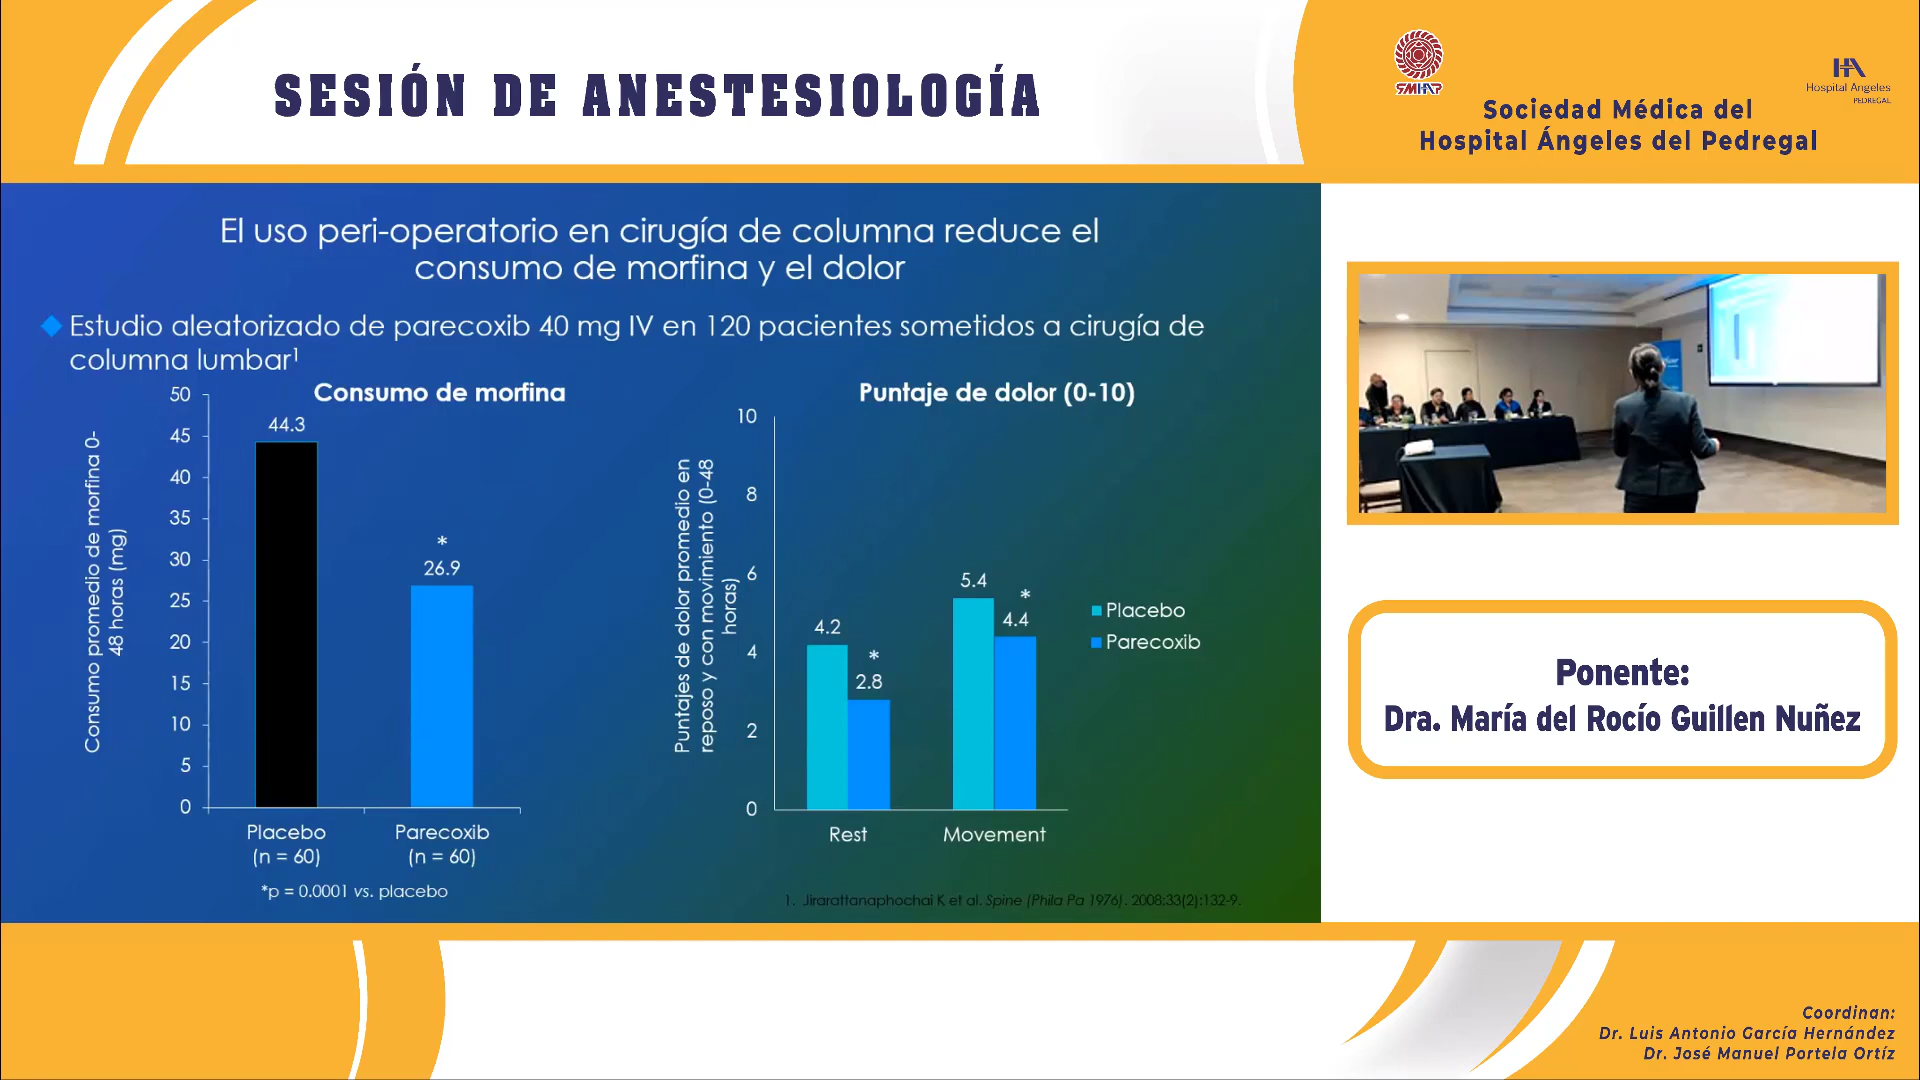 SESIÓN DE ANESTESIOLOGÍA
SMHAP
HA
Hospital Angeles
PEDREGAL
Sociedad Médica del
Hospital Ángeles del Pedregal
El uso peri-operatorio en cirugía de columna reduce el
consumo de morfina y el dolor
Estudio aleatorizado de parecoxib 40 mg IV en 120 pacientes sometidos a cirugía de
columna lumbar¹
Consumo de morfina
Consumo promedio de morfina 0-
48 horas (mg)
50
45
40
35
30
25
20
15
10
5
0
44.3
*
26.9
Placebo
(n = 60)
Parecoxib
(n = 60)
*p = 0.0001 vs. placebo
Puntaje de dolor (0-10)
Puntajes de dolor promedio en
reposo y con movimiento (0-48
horas)
10
8
6
4
2
0
4.2
*
2.8
5.4
*
4.4
Rest
Movement
Placebo
Parecoxib
1. Jirarattanaphochai K et al. Spine (Phila Pa 1976). 2008;33(2):132-9.
Ponente:
Dra. María del Rocío Guillen Nuñez
Coordinan:
Dr. Luis Antonio García Hernández
Dr. José Manuel Portela Ortíz